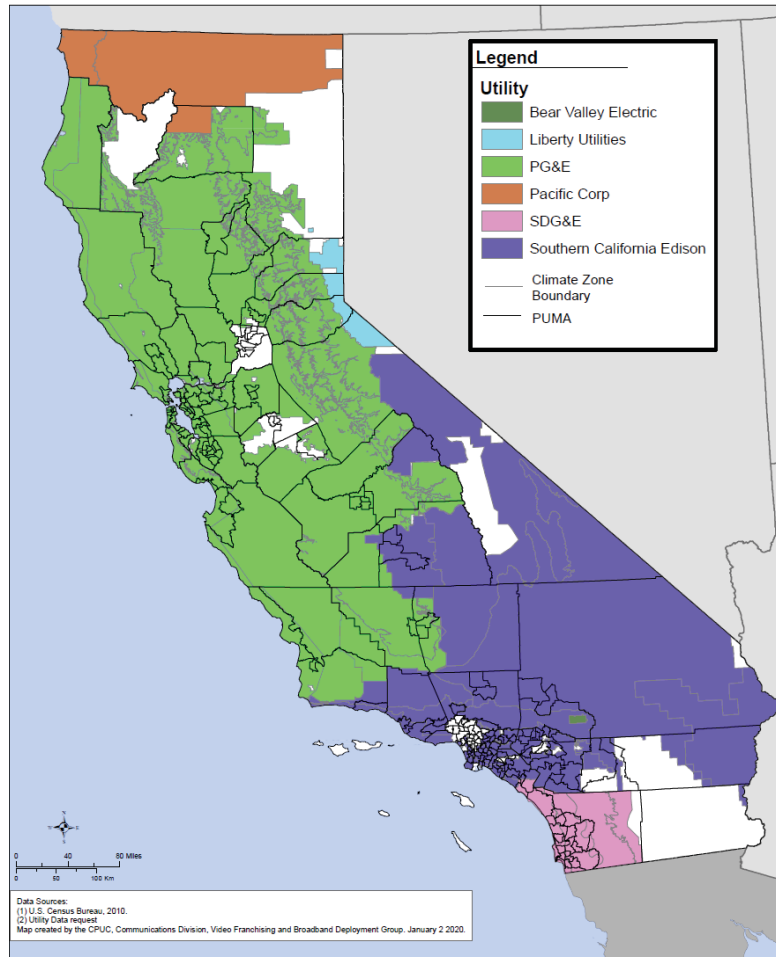 Legend
Utility
Bear Valley Electric
Liberty Utilities
PG&E
Pacific Corp
SDG&E
Southern California Edison
Climate Zone
Boundary
PUMA
0 40 80 Miles
0 50 100 Km
Data Sources:
(1) U.S. Census Bureau, 2010.
(2) Utility Data request
Map created by the CPUC, Communications Division, Video Franchising and Broadband Deployment Group. January 2 2020.